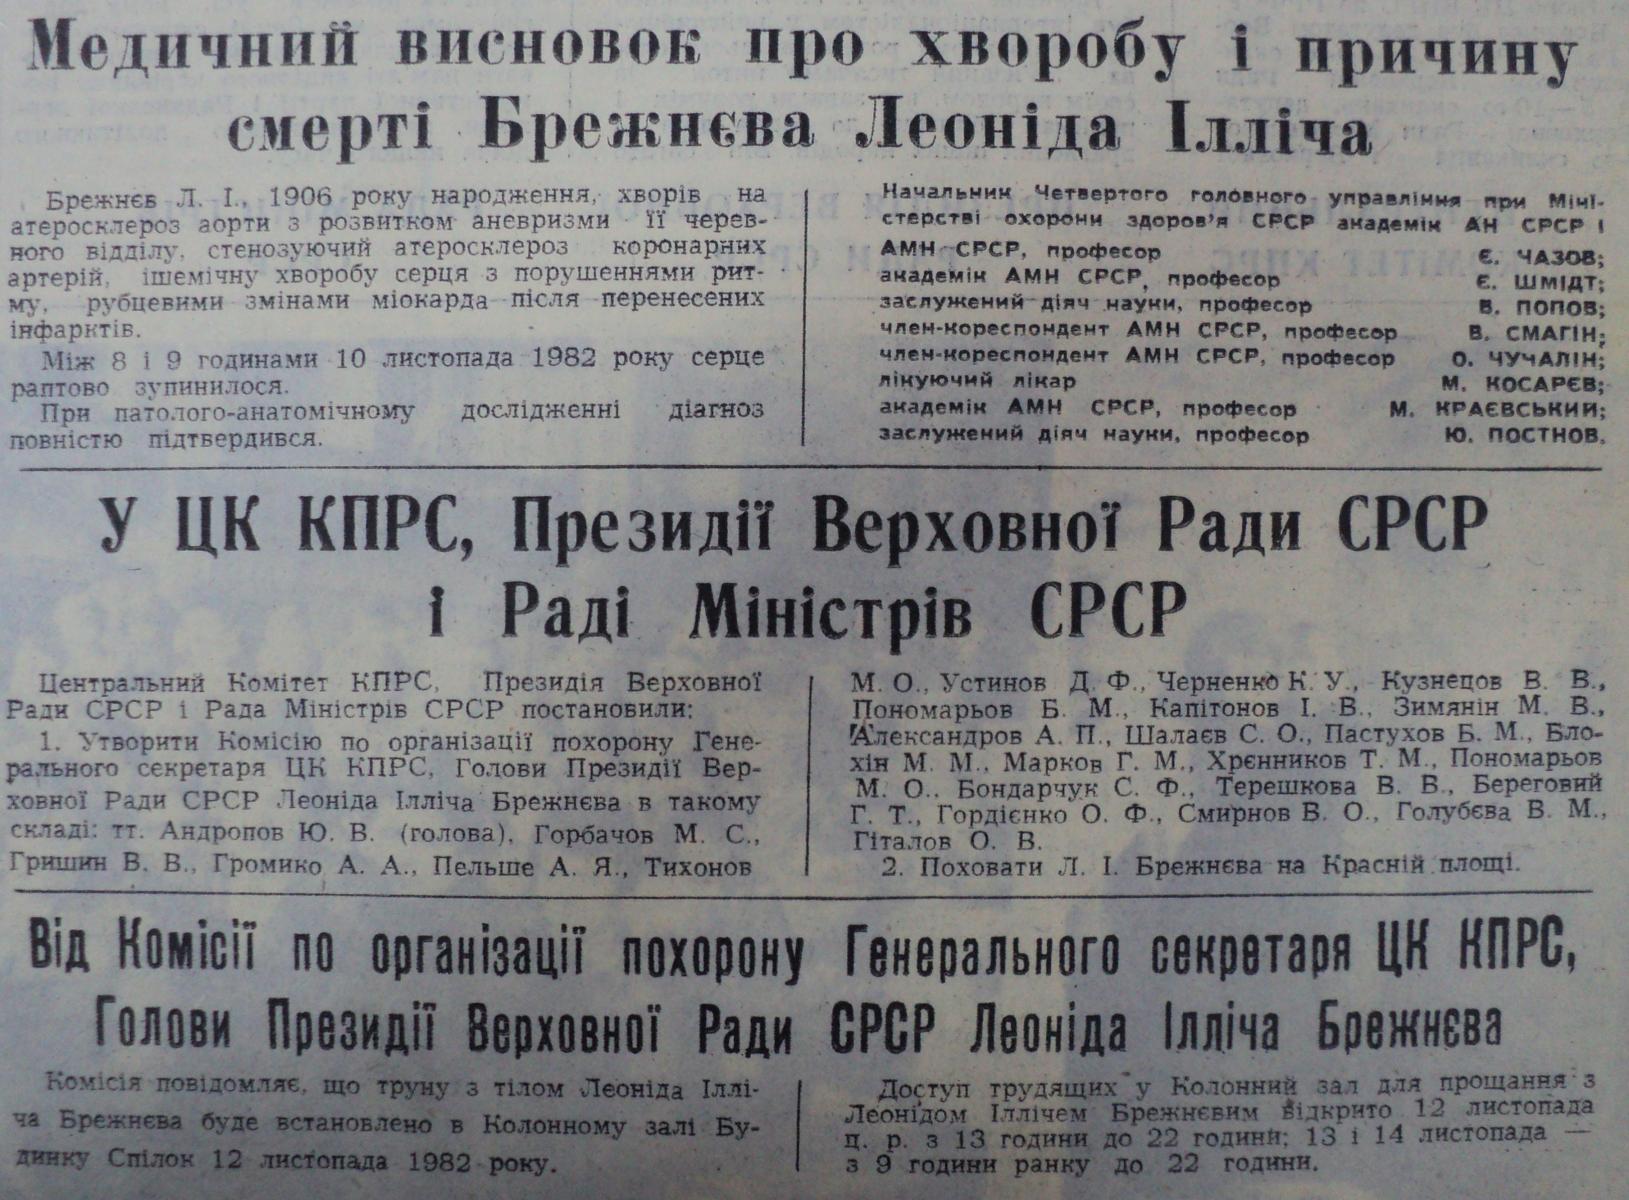 Медичний висновок про хворобу і причину
смерті Брежнєва Леоніда Ілліча
Брежнєв Л. І., 1906 року народження, хворів на
атеросклероз аорти з розвитком аневризми її черев-
ного відділу, стенозуючий атеросклероз коронарних
артерій, ішемічну хворобу серця з порушеннями рит-
му, рубцевими змінами міокарда після перенесених
інфарктів.
Між 8 і 9 годинами 10 листопада 1982 року серце
раптово зупинилося.
При патолого-анатомічному дослідженні діагноз
повністю підтвердився.
Начальник Четвертого головного управління при Міні-
стерстві охорони здоров'я СРСР академік АН СРСР і
АМН СРСР, професор Є. ЧАЗОВ;
академік АМН СРСР, професор Є. ШМІДТ;
заслужений діяч науки, професор В. ПОПОВ;
член-кореспондент АМН СРСР, професор В. СМАГІН;
член-кореспондент АМН СРСР, професор О. ЧУЧАЛІН;
лікуючий лікар М. КОСАРЄВ;
академік АМН СРСР, професор М. КРАЄВСЬКИЙ;
заслужений діяч науки, професор Ю. ПОСТНОВ.
У ЦК КПРС, Президії Верховної Ради СРСР
і Раді Міністрів СРСР
Центральний Комітет КПРС, Президія Верховної
Ради СРСР і Рада Міністрів СРСР постановили:
1. Утворити Комісію по організації похорону Гене-
рального секретаря ЦК КПРС, Голови Президії Вер-
ховної Ради СРСР Леоніда Ілліча Брежнєва в такому
складі: тт. Андропов Ю. В. (голова), Горбачов М. С.,
Гришин В. В., Громико А. А., Пельше А. Я., Тихонов
М. О., Устинов Д. Ф., Черненко К. У., Кузнецов В. В.,
Пономарьов Б. М., Капітонов І. В., Зимянін М. В.,
Александров А. П., Шалаєв С. О., Пастухов Б. М., Бло-
хін М. М., Марков Г. М., Хрєнников Т. М., Пономарьов
М. О., Бондарчук С. Ф., Терешкова В. В., Береговий
Г. Т., Гордієнко О. Ф., Смирнов В. О., Голубєва В. М.,
Гіталов О. В.
2. Поховати Л. І. Брежнєва на Красній площі.
Від Комісії по організації похорону Генерального секретаря ЦК КПРС,
Голови Президії Верховної Ради СРСР Леоніда Ілліча Брежнєва
Комісія повідомляє, що труну з тілом Леоніда Іллі-
ча Брежнєва буде встановлено в Колонному залі Бу-
динку Спілок 12 листопада 1982 року.
Доступ трудящих у Колонний зал для прощання з
Леонідом Іллічем Брежнєвим відкрито 12 листопада
ц. р. з 13 години до 22 години; 13 і 14 листопада —
з 9 години ранку до 22 години.